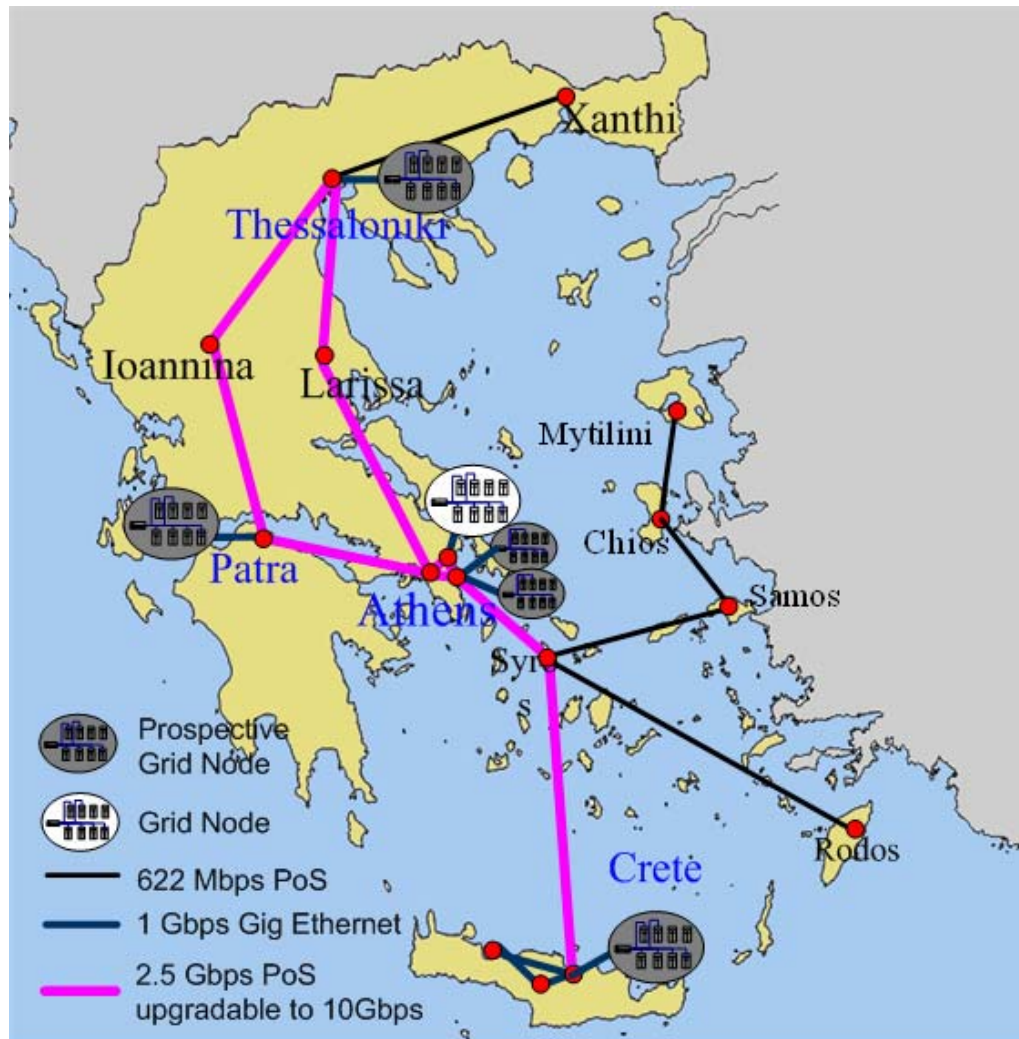 Xanthi
Thessaloniki
Ioannina
Larissa
Mytilini
Chios
Patra
Athens
Samos
Syro
s
Prospective
Grid Node
Grid Node
Crete
Rodos
622 Mbps PoS
1 Gbps Gig Ethernet
2.5 Gbps PoS
upgradable to 10Gbps